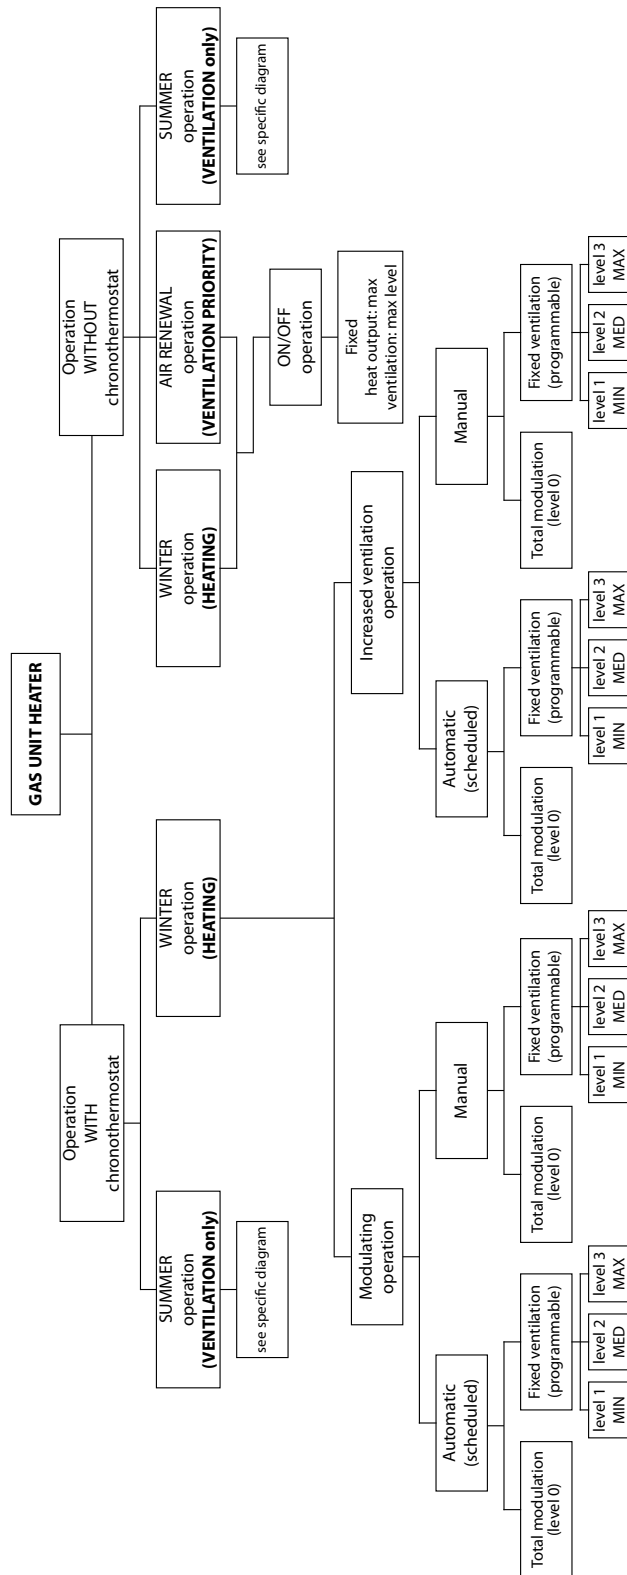 GAS UNIT HEATER
Operation
WITH
chronothermostat
Operation
WITHOUT
chronothermostat
SUMMER
operation
(VENTILATION only)
WINTER
operation
(HEATING)
WINTER
operation
(HEATING)
AIR RENEWAL
operation
(VENTILATION PRIORITY)
SUMMER
operation
(VENTILATION only)
see specific diagram
see specific diagram
ON/OFF
operation
Fixed
heat output: max
ventilation: max level
Modulating
operation
Increased ventilation
operation
Automatic
(scheduled)
Manual
Automatic
(scheduled)
Manual
Total modulation
(level 0)
Fixed ventilation
(programmable)
Total modulation
(level 0)
Fixed ventilation
(programmable)
Total modulation
(level 0)
Fixed ventilation
(programmable)
Total modulation
(level 0)
Fixed ventilation
(programmable)
level 1
MIN
level 2
MED
level 3
MAX
level 1
MIN
level 2
MED
level 3
MAX
level 1
MIN
level 2
MED
level 3
MAX
level 1
MIN
level 2
MED
level 3
MAX